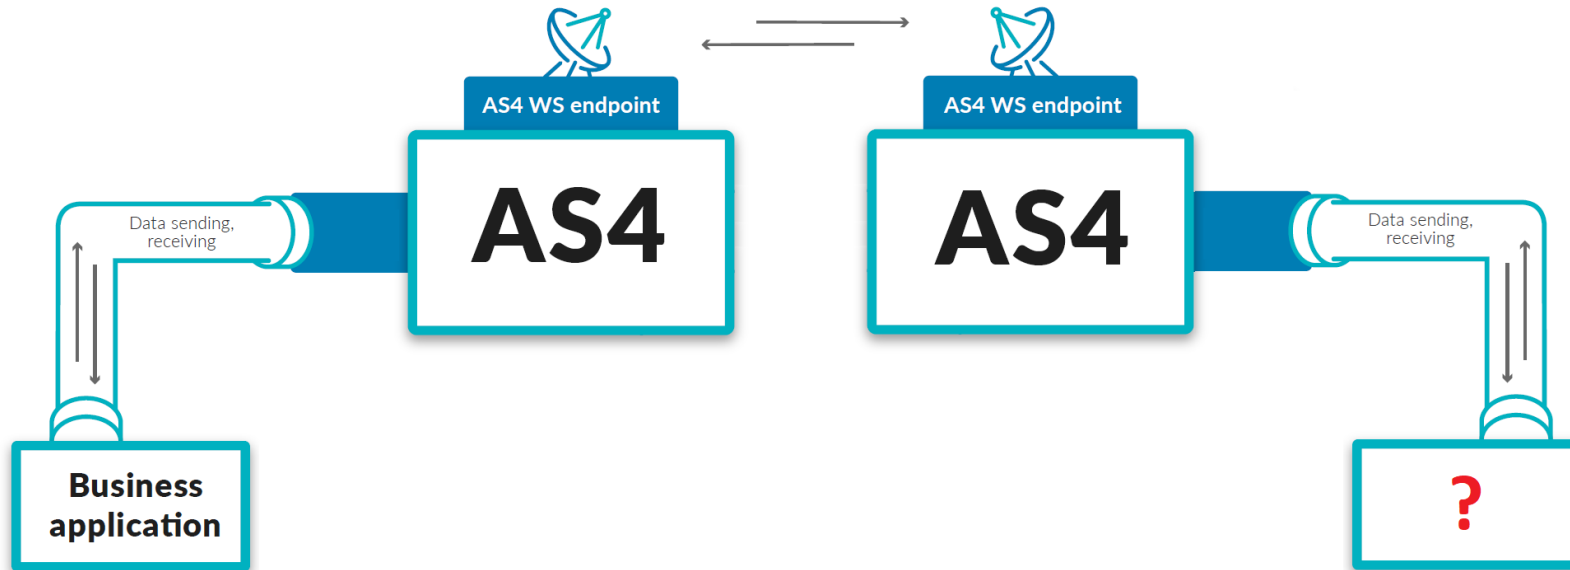 AS4 WS endpoint
AS4 WS endpoint
AS4
AS4
Data sending,
receiving
Data sending,
receiving
Business
application
?